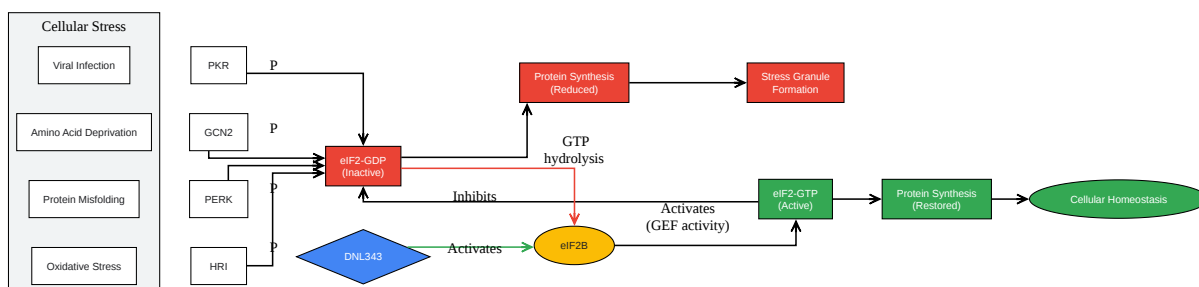 Cellular Stress
Viral Infection
Amino Acid Deprivation
Protein Misfolding
Oxidative Stress
PKR
P
GCN2
P
PERK
P
HRI
P
eIF2-GDP
(Inactive)
DNL343
Protein Synthesis
(Reduced)
Stress Granule
Formation
GTP
hydrolysis
Inhibits
Activates
eIF2B
Activates
(GEF activity)
eIF2-GTP
(Active)
Protein Synthesis
(Restored)
Cellular Homeostasis